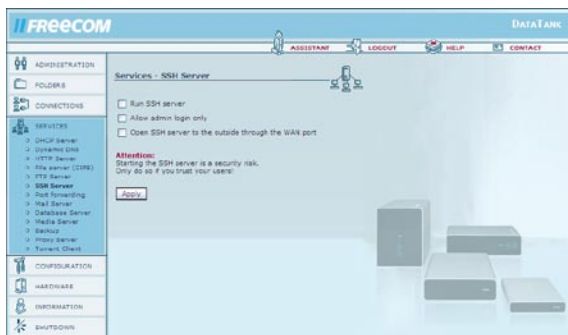 FREECOM
DATATANK
ASSISTANT
LOGOUT
HELP
CONTACT
ADMINISTRATION
FOLDERS
CONNECTIONS
SERVICES
DHCP Server
Dynamic DNS
HTTP Server
File server (CIFS)
FTP Server
SSH Server
Port forwarding
Mail Server
Database Server
Media Server
Backup
Proxy Server
Torrent Client
CONFIGURATION
HARDWARE
INFORMATION
SHUTDOWN
Services - SSH Server
Run SSH server
Allow admin login only
Open SSH server to the outside through the WAN port
Attention:
Starting the SSH server is a security risk.
Only do so if you trust your users!
Apply